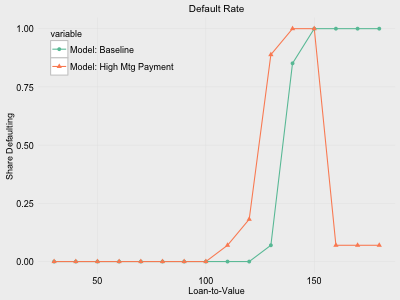 Default Rate
variable
Model: Baseline
Model: High Mtg Payment
1.00
0.75
0.50
0.25
0.00
Share Defaulting
50
100
150
Loan-to-Value